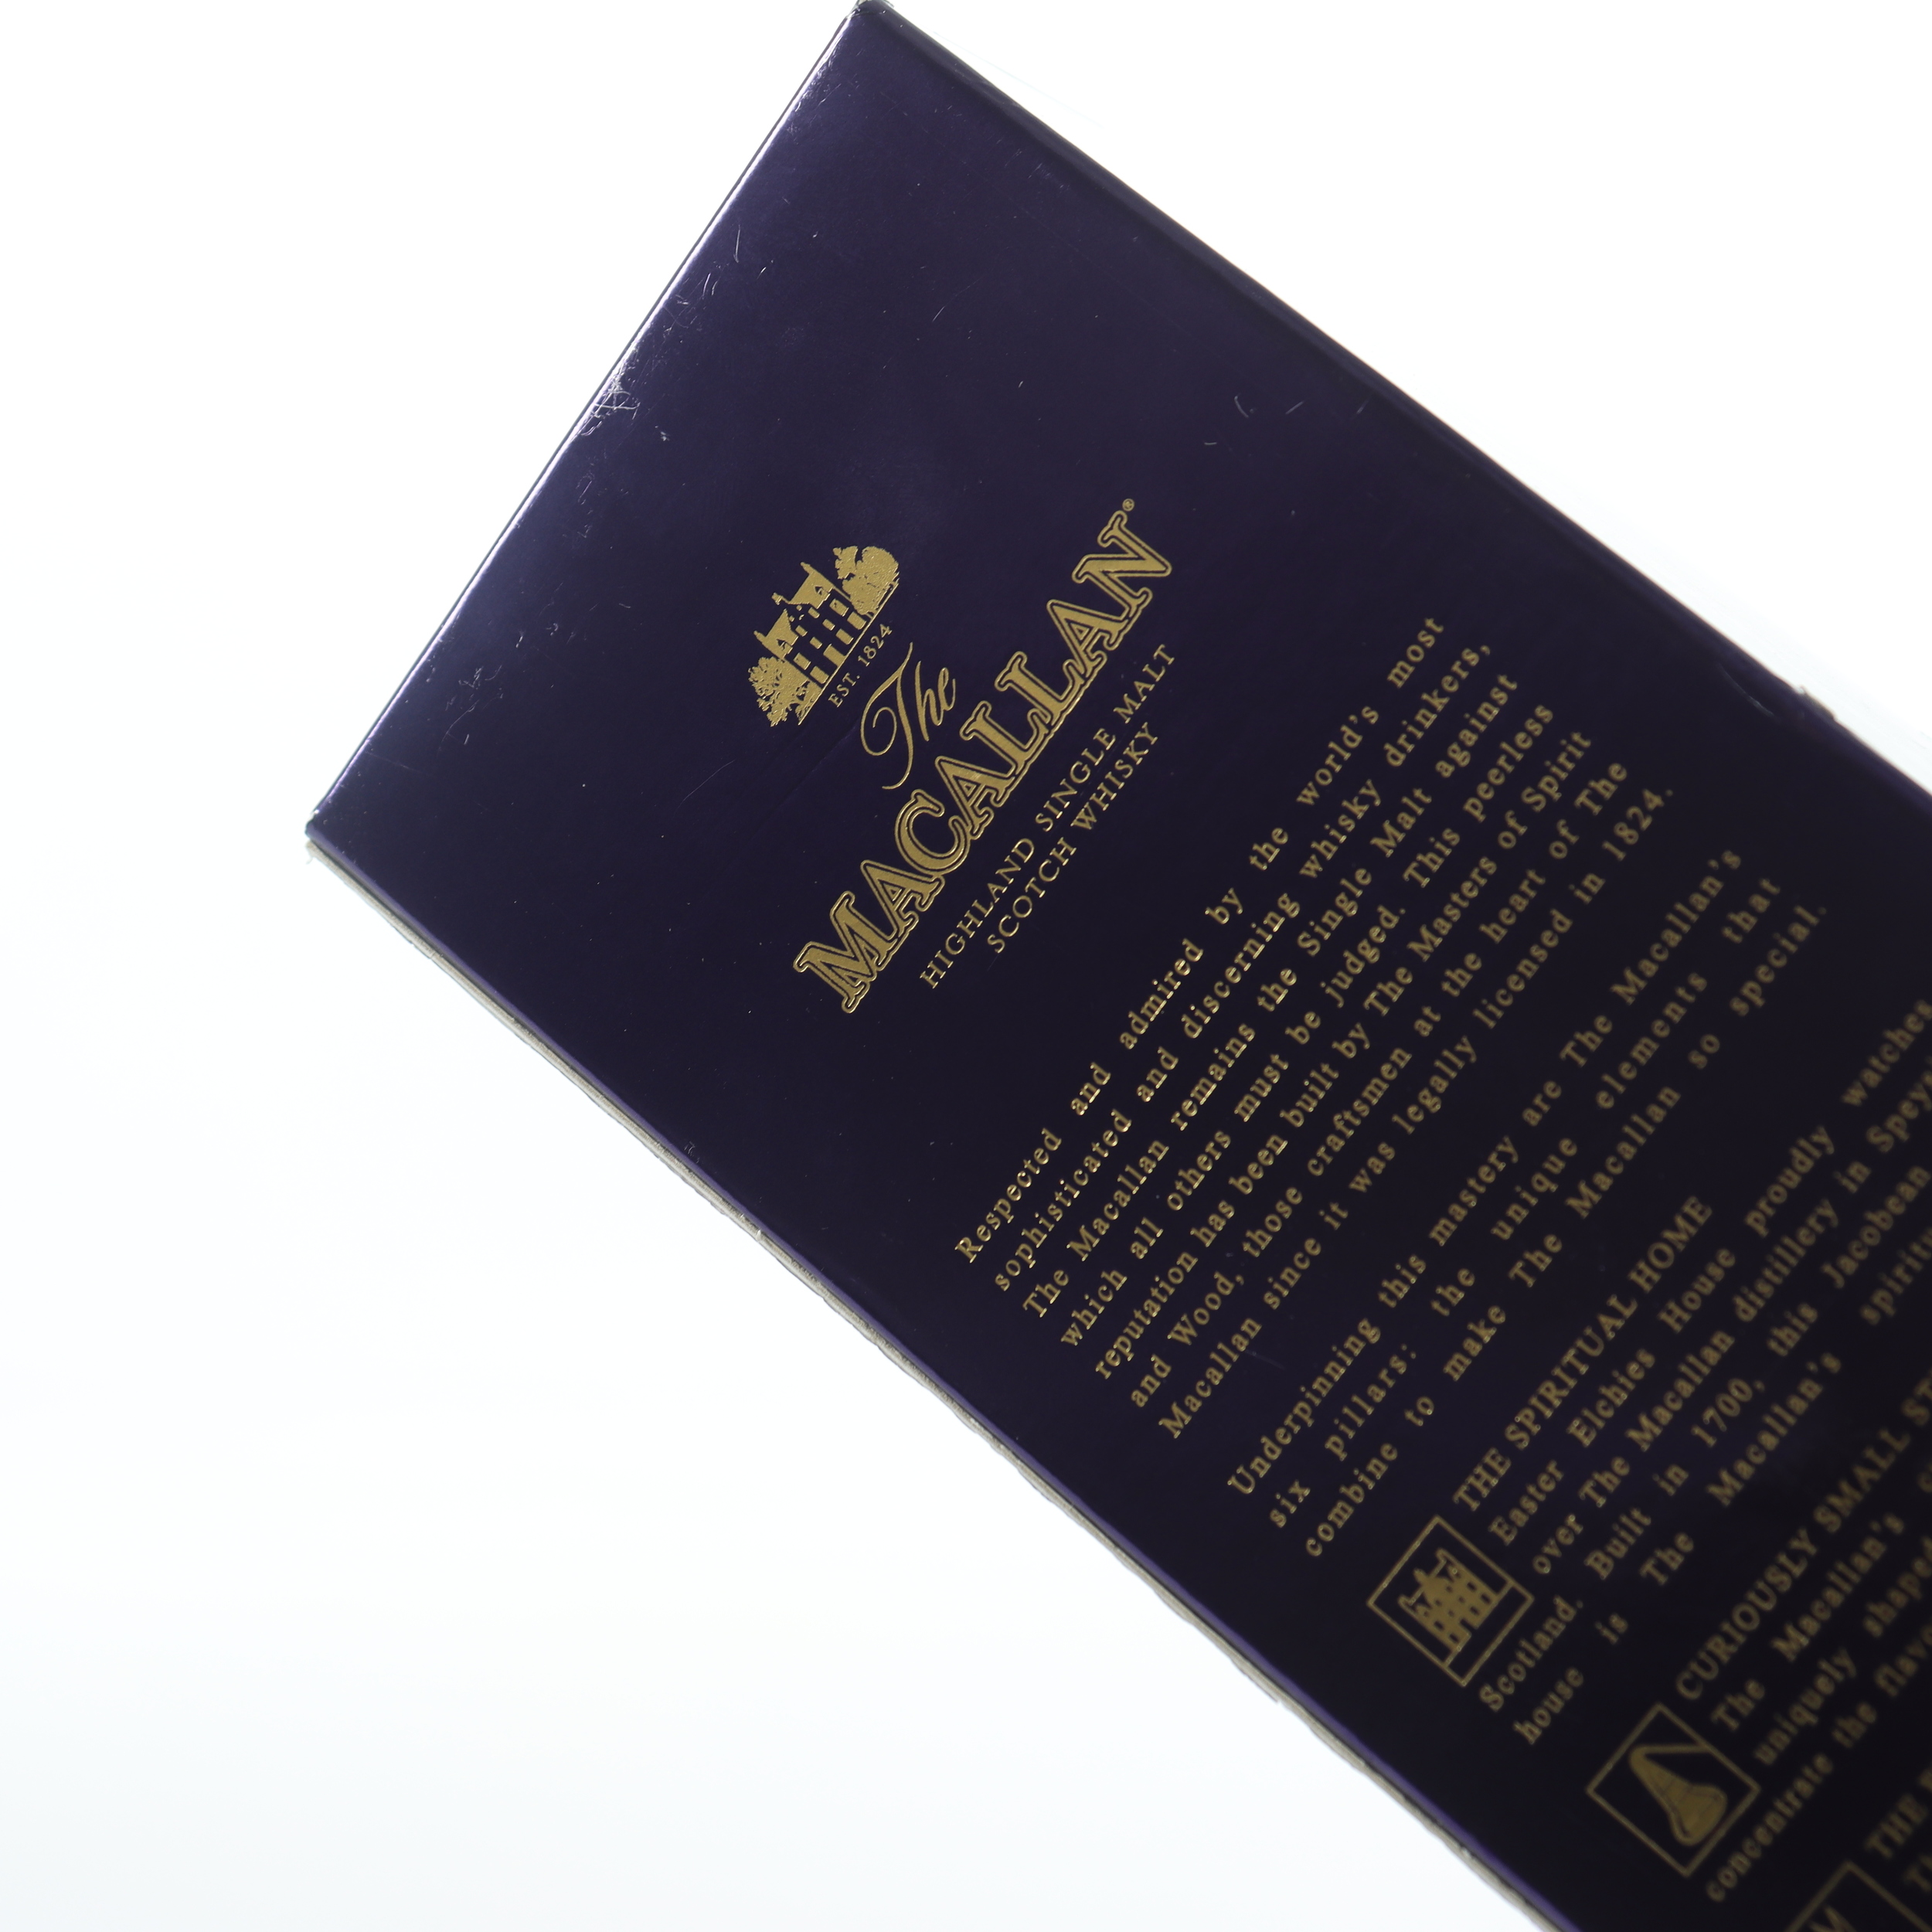 EST. 1824
The
MACALLAN®
HIGHLAND SINGLE MALT
SCOTCH WHISKY
Respected and admired by the world's most
sophisticated and discerning whisky drinkers,
The Macallan remains the Single Malt against
which all others must be judged. This peerless
reputation has been built by The Masters of Spirit
and Wood, those craftsmen at the heart of The
Macallan since it was legally licensed in 1824.
Underpinning this mastery are The Macallan's
six pillars: the unique elements that
combine to make The Macallan so special.
THE SPIRITUAL HOME
Easter Elchies House proudly watches
over The Macallan distillery in
Scotland. Built in 1700, this Jacobean
house is The Macallan's
CURIOUSLY SMALL
The Macallan's
uniquely shaped
concentrate the
THE